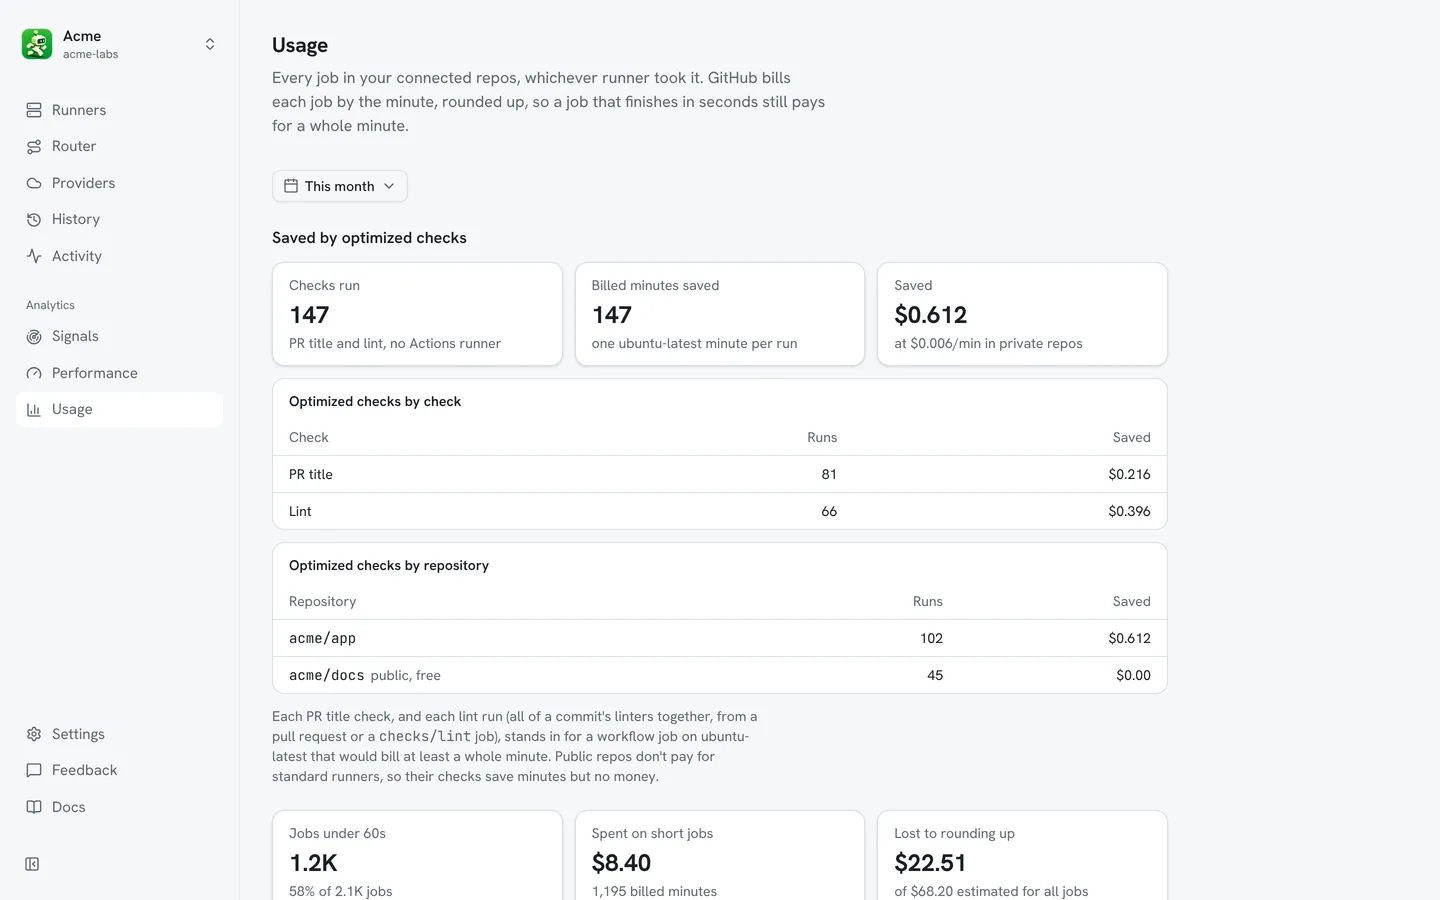 Acme
acme-labs
Runners
Router
Providers
History
Activity
Analytics
Signals
Performance
Usage
Settings
Feedback
Docs
Usage
Every job in your connected repos, whichever runner took it. GitHub bills
each job by the minute, rounded up, so a job that finishes in seconds still pays
for a whole minute.
This month
Saved by optimized checks
Checks run
147
PR title and lint, no Actions runner
Billed minutes saved
147
one ubuntu-latest minute per run
Saved
$0.612
at $0.006/min in private repos
Optimized checks by check
Check Runs Saved
PR title 81 $0.216
Lint 66 $0.396
Optimized checks by repository
Repository Runs Saved
acme/app 102 $0.612
acme/docs public, free 45 $0.00
Each PR title check, and each lint run (all of a commit's linters together, from a
pull request or a checks/lint job), stands in for a workflow job on ubuntu-
latest that would bill at least a whole minute. Public repos don't pay for
standard runners, so their checks save minutes but no money.
Jobs under 60s
1.2K
58% of 2.1K jobs
Spent on short jobs
$8.40
1,195 billed minutes
Lost to rounding up
$22.51
of $68.20 estimated for all jobs